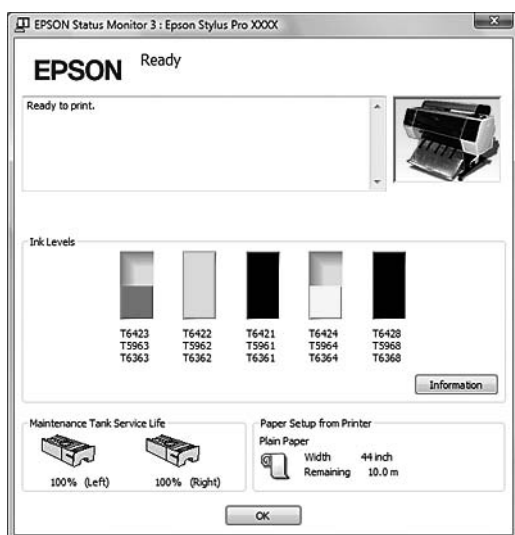 EPSON Status Monitor 3 : Epson Stylus Pro XXXX
EPSON
Ready
Ready to print.
Ink Levels
T6423 T6422 T6421 T6424 T6428
T5963 T5962 T5961 T5964 T5968
T6363 T6362 T6361 T6364 T6368
Information
Maintenance Tank Service Life
100% (Left) 100% (Right)
Paper Setup from Printer
Plain Paper
Width 44 inch
Remaining 10.0 m
OK